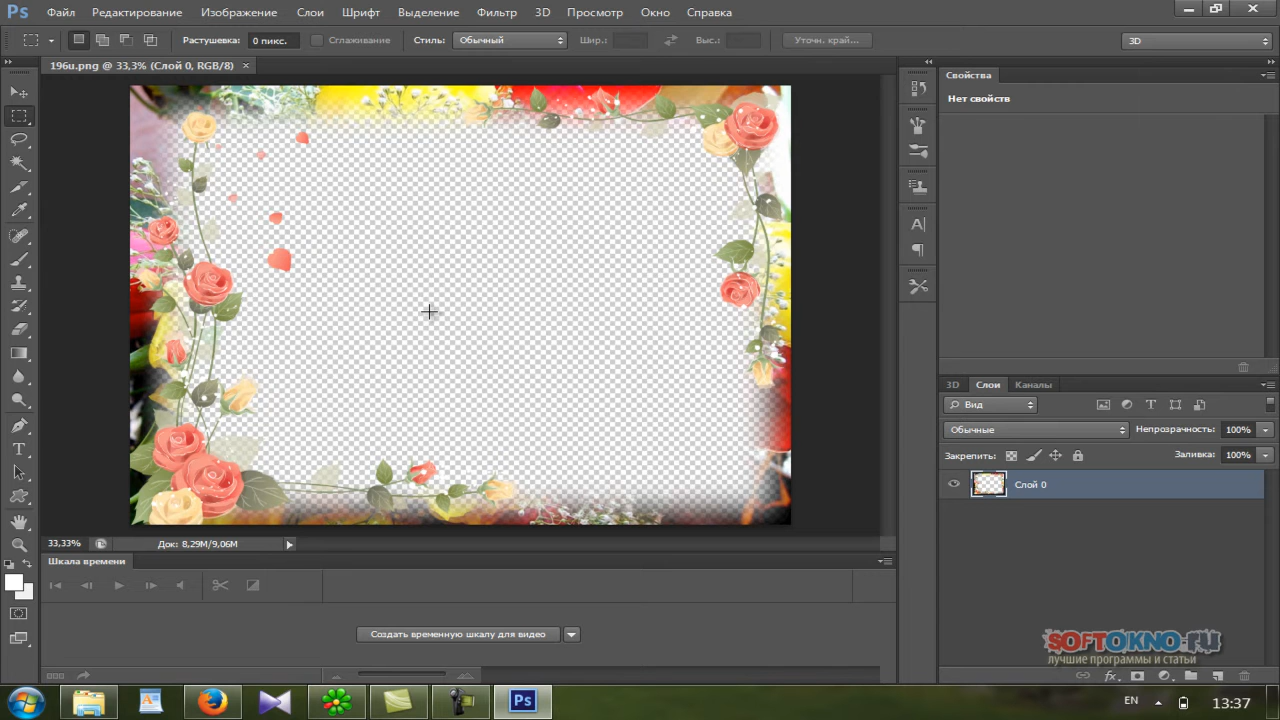 Ps Файл Редактирование Изображение Слои Шрифт Выделение Фильтр 3D Просмотр Окно Справка
Растушевка: 0 пикс. Сглаживание Стиль: Обычный Шир.: Выс.: Уточн. край... 3D
196u.png @ 33,3% (Слой 0, RGB/8) ×
Свойства
Нет свойств
3D Слои Каналы
Вид
Обычные Непрозрачность: 100%
Закрепить: Заливка: 100%
Слой 0
33,33% Док: 8,29M/9,06M
Шкала времени
Создать временную шкалу для видео
SOFTOKNO.RU
лучшие программы и статьи
Ps EN 13:37